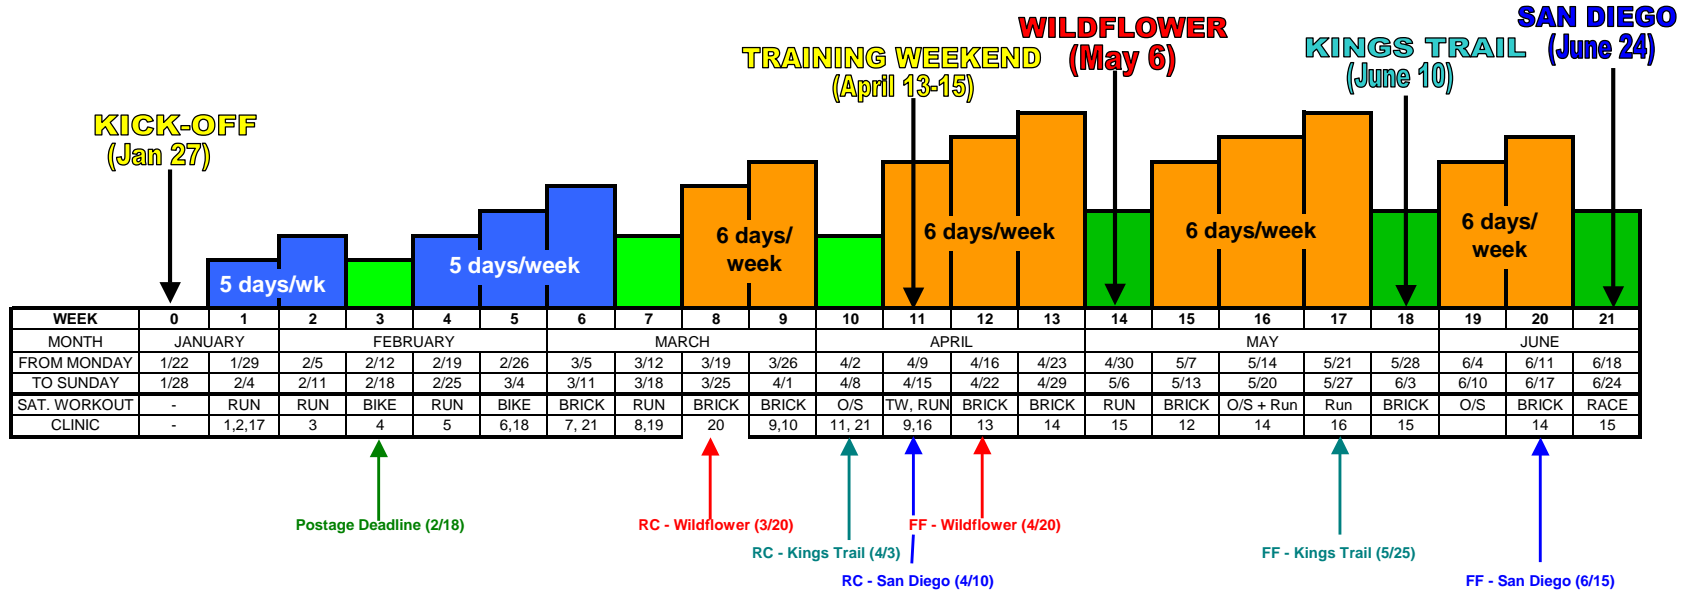 SAN DIEGO
(June 24)
WILDFLOWER
(May 6)
KINGS TRAIL
(June 10)
TRAINING WEEKEND
(April 13-15)
KICK-OFF
(Jan 27)
5 days/wk
5 days/week
6 days/
week
6 days/week
6 days/week
6 days/
week
WEEK 0 1 2 3 4 5 6 7 8 9 10 11 12 13 14 15 16 17 18 19 20 21
MONTH JANUARY FEBRUARY MARCH APRIL MAY JUNE
FROM MONDAY 1/22 1/29 2/5 2/12 2/19 2/26 3/5 3/12 3/19 3/26 4/2 4/9 4/16 4/23 4/30 5/7 5/14 5/21 5/28 6/4 6/11 6/18
TO SUNDAY 1/28 2/4 2/11 2/18 2/25 3/4 3/11 3/18 3/25 4/1 4/8 4/15 4/22 4/29 5/6 5/13 5/20 5/27 6/3 6/10 6/17 6/24
SAT. WORKOUT - RUN RUN BIKE RUN BIKE BRICK RUN BRICK BRICK O/S TW, RUN BRICK BRICK RUN BRICK O/S + Run Run BRICK O/S BRICK RACE
CLINIC - 1,2,17 3 4 5 6,18 7, 21 8,19 20 9,10 11, 21 9,16 13 14 15 12 14 16 15 14 15
Postage Deadline (2/18)
RC - Wildflower (3/20)
FF - Wildflower (4/20)
RC - Kings Trail (4/3)
FF - Kings Trail (5/25)
RC - San Diego (4/10)
FF - San Diego (6/15)